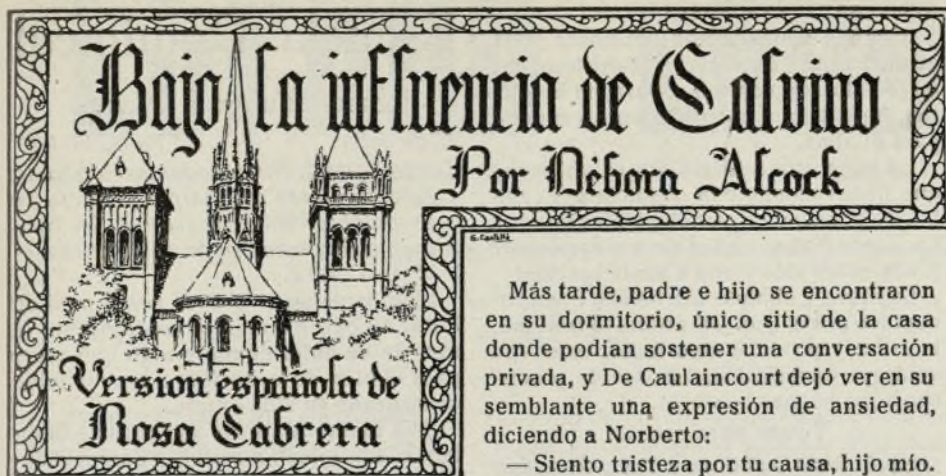 Bajo la influencia de Calvino
Por Débora Alcock
Versión española de
Rosa Cabrera
Más tarde, padre e hijo se encontraron
en su dormitorio, único sitio de la casa
donde podían sostener una conversación
privada, y De Caulaincourt dejó ver en su
semblante una expresión de ansiedad,
diciendo a Norberto:
— Siento tristeza por tu causa, hijo mío.